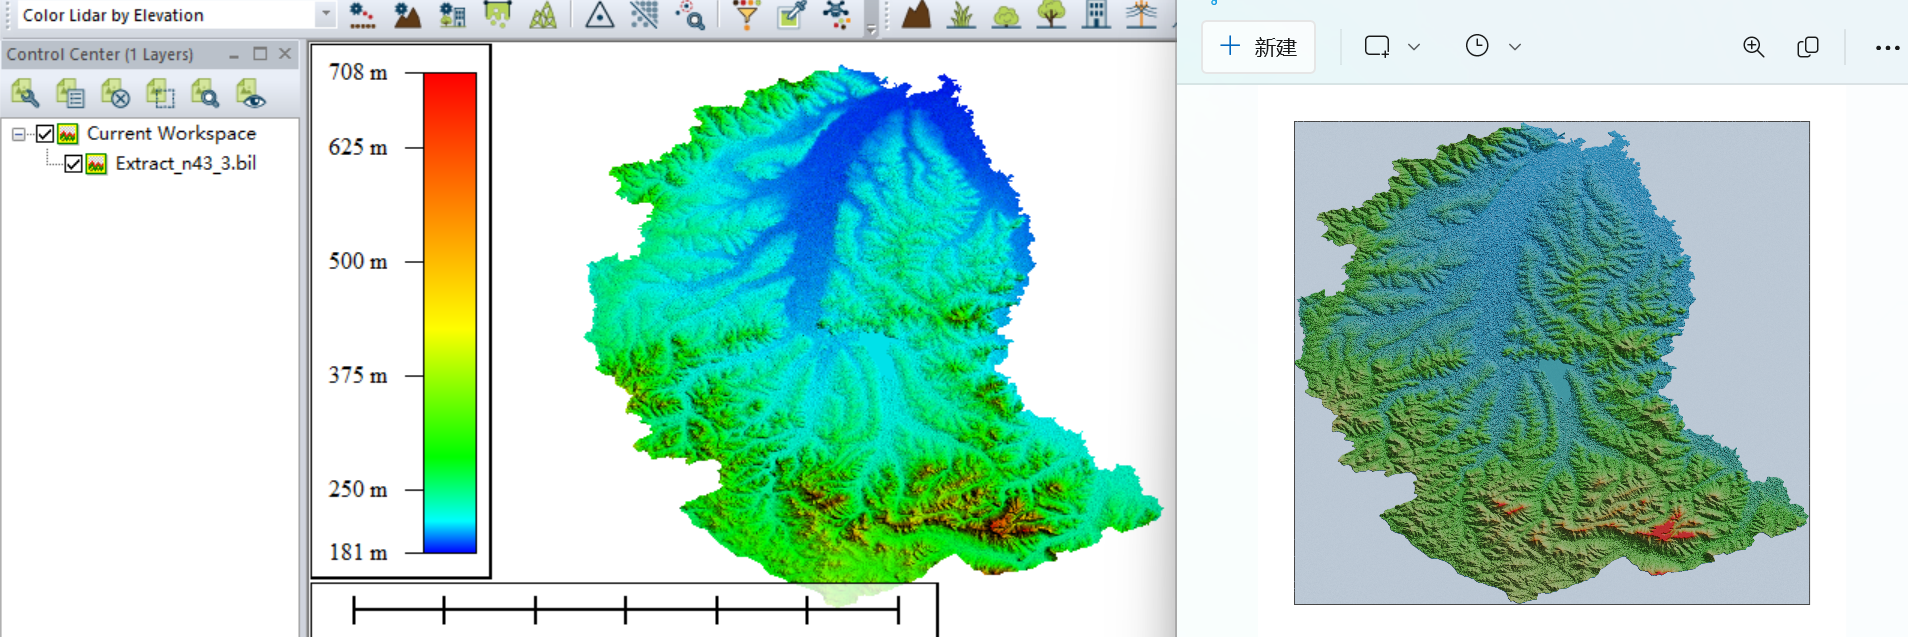 Color Lidar by Elevation
Control Center (1 Layers)
Current Workspace
Extract_n43_3.bil
708 m
625 m
500 m
375 m
250 m
181 m
新建